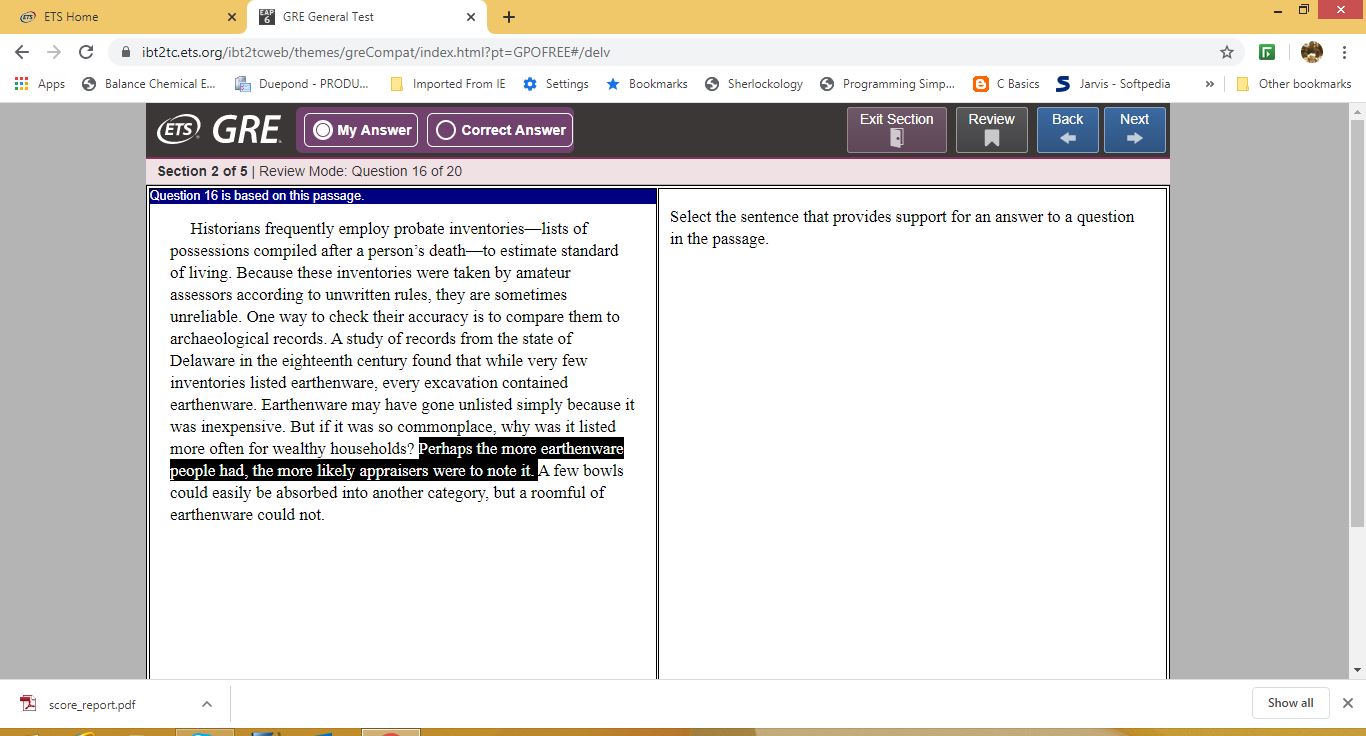 ETS Home
GRE General Test
ibt2tc.ets.org/ibt2tcweb/themes/greCompat/index.html?pt=GPOFREE#/delv
Apps
Balance Chemical E...
Duepond - PRODU...
Imported From IE
Settings
Bookmarks
Sherlockology
Programming Simp...
C Basics
Jarvis - Softpedia
»
Other bookmarks
ETS GRE
My Answer
Correct Answer
Exit Section
Review
Back
Next
Section 2 of 5 | Review Mode: Question 16 of 20
Question 16 is based on this passage.
Historians frequently employ probate inventories—lists of
possessions compiled after a person’s death—to estimate standard
of living. Because these inventories were taken by amateur
assessors according to unwritten rules, they are sometimes
unreliable. One way to check their accuracy is to compare them to
archaeological records. A study of records from the state of
Delaware in the eighteenth century found that while very few
inventories listed earthenware, every excavation contained
earthenware. Earthenware may have gone unlisted simply because it
was inexpensive. But if it was so commonplace, why was it listed
more often for wealthy households? Perhaps the more earthenware
people had, the more likely appraisers were to note it. A few bowls
could easily be absorbed into another category, but a roomful of
earthenware could not.
Select the sentence that provides support for an answer to a question
in the passage.
score_report.pdf
Show all